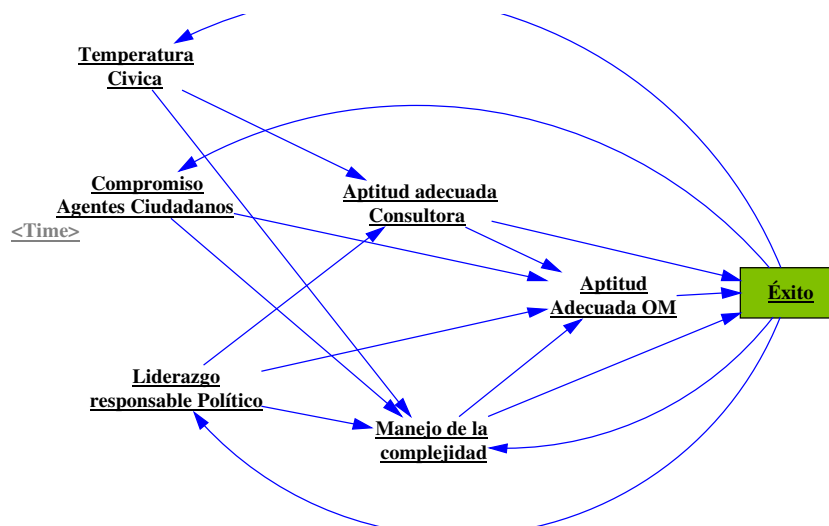 Temperatura
Civica
Compromiso
Agentes Ciudadanos
<Time>
Aptitud adecuada
Consultora
Aptitud
Adecuada OM
Éxito
Liderazgo
responsable Político
Manejo de la
complejidad